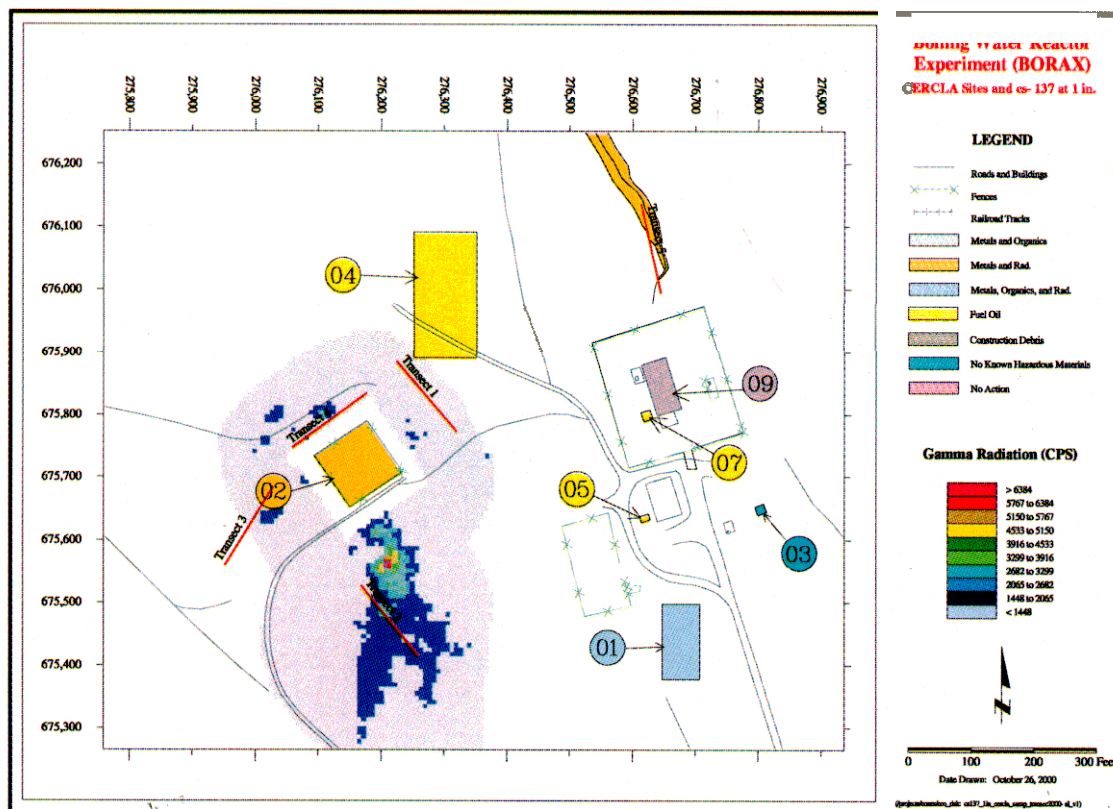 275,800 275,900 276,000 276,100 276,200 276,300 276,400 276,500 276,600 276,700 276,800 276,900
676,200
676,100
676,000
675,900
675,800
675,700
675,600
675,500
675,400
675,300
04
Transect 1
02
Transect 3
09
07
05
03
01
Boiling Water Reactor
Experiment (BORAX)
CERCLA Sites and cs- 137 at 1 in.
LEGEND
Roads and Buildings
Fences
Railroad Tracks
Metals and Organics
Metals and Rad.
Metals, Organics, and Rad.
Fuel Oil
Construction Debris
No Known Hazardous Materials
No Action
Gamma Radiation (CPS)
> 6384
5767 to 6384
5150 to 5767
4533 to 5150
3916 to 4533
3299 to 3916
2682 to 3299
2065 to 2682
1448 to 2065
< 1448
N
0 100 200 300 Feet
Date Drawn: October 26, 2000